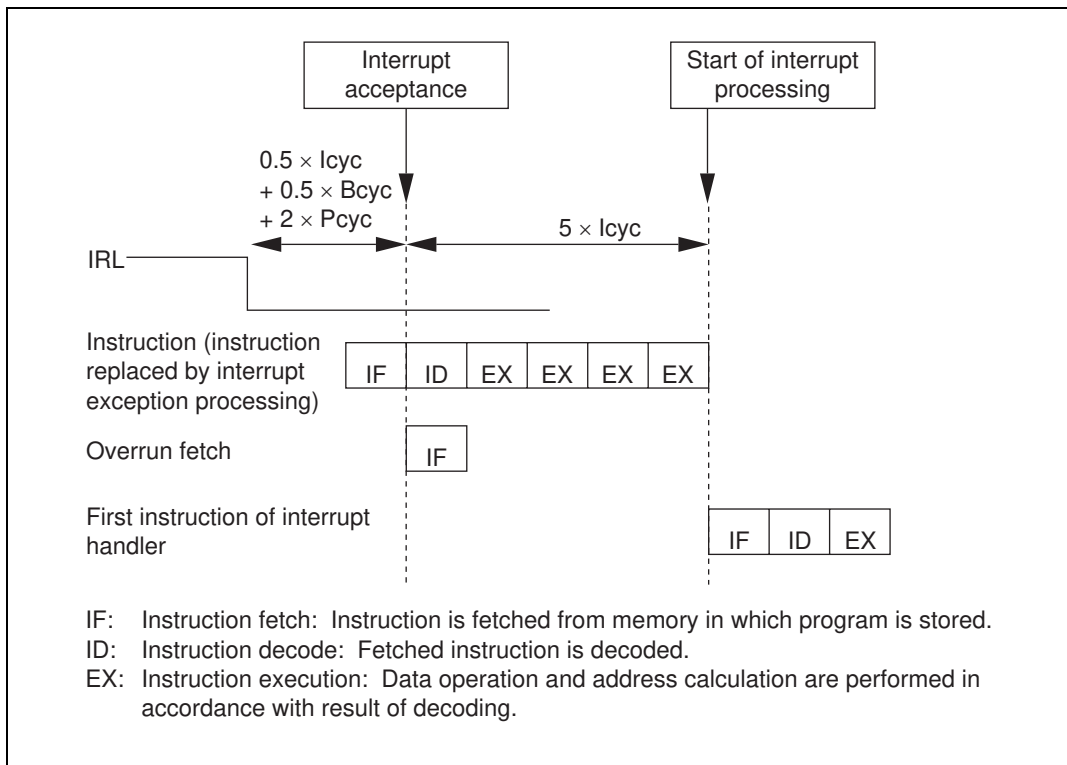 Interrupt
acceptance
Start of interrupt
processing
0.5 × Icyc
+ 0.5 × Bcyc
+ 2 × Pcyc
5 × Icyc
IRL
Instruction (instruction
replaced by interrupt
exception processing)
IF ID EX EX EX EX
Overrun fetch
IF
First instruction of interrupt
handler
IF ID EX
IF: Instruction fetch: Instruction is fetched from memory in which program is stored.
ID: Instruction decode: Fetched instruction is decoded.
EX: Instruction execution: Data operation and address calculation are performed in
accordance with result of decoding.